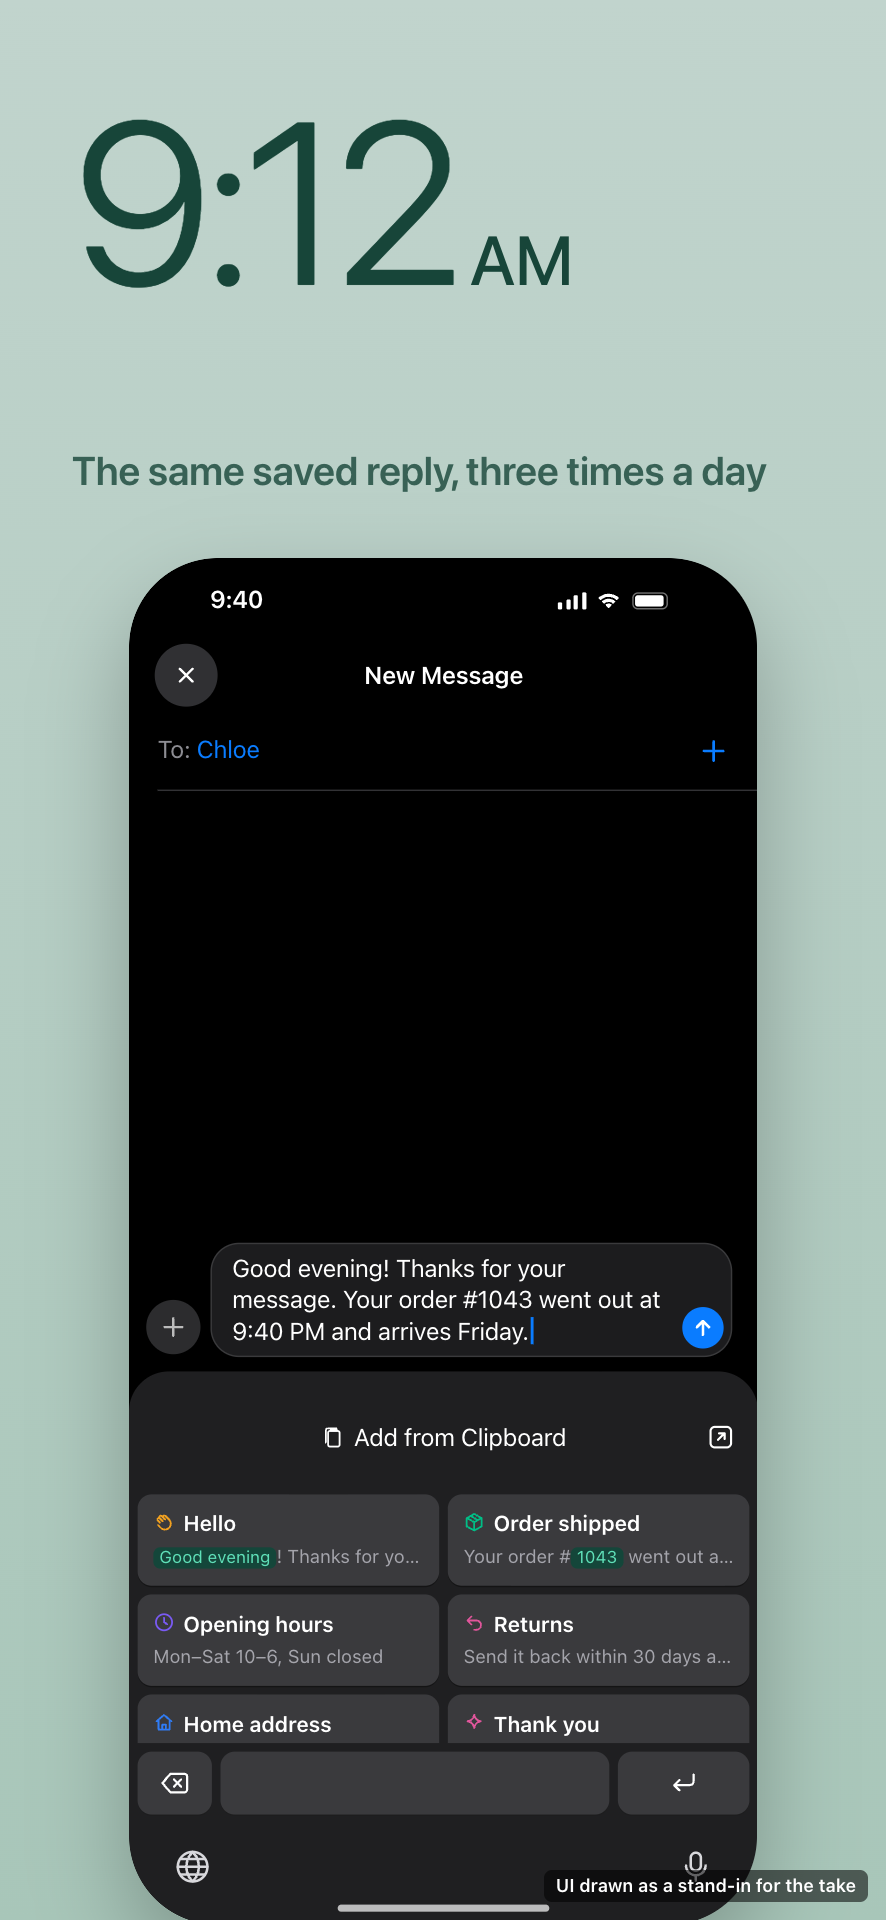 9:12 AM
The same saved reply, three times a day
9:40
New Message
To: Chloe
Good evening! Thanks for your
message. Your order #1043 went out at
9:40 PM and arrives Friday.
Add from Clipboard
Hello
Good evening! Thanks for yo...
Order shipped
Your order #1043 went out a...
Opening hours
Mon–Sat 10–6, Sun closed
Returns
Send it back within 30 days a...
Home address
Thank you
UI drawn as a stand-in for the take